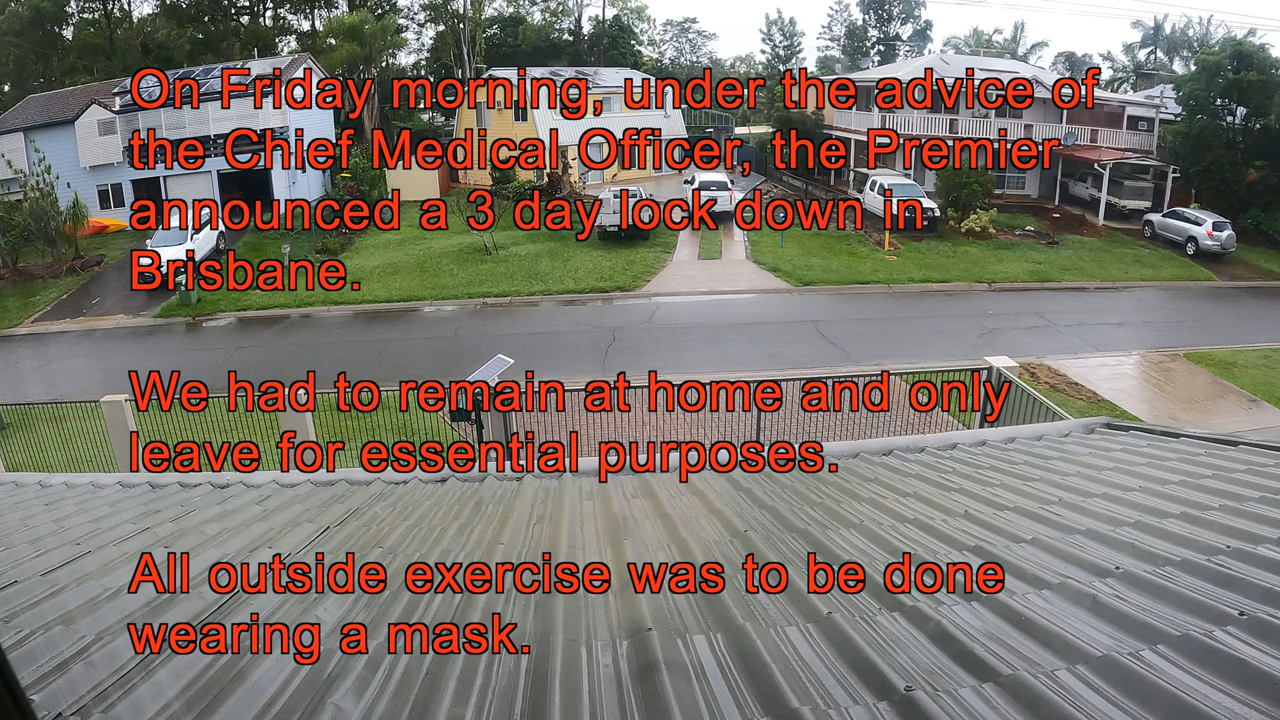 On Friday morning, under the advice of
the Chief Medical Officer, the Premier
announced a 3 day lock down in
Brisbane.
We had to remain at home and only
leave for essential purposes.
All outside exercise was to be done
wearing a mask.